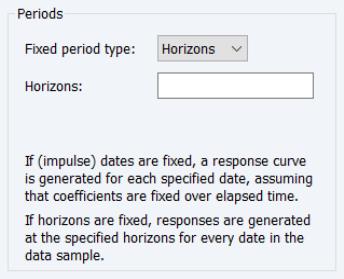 Periods
Fixed period type: Horizons
Horizons:
If (impulse) dates are fixed, a response curve
is generated for each specified date, assuming
that coefficients are fixed over elapsed time.
If horizons are fixed, responses are generated
at the specified horizons for every date in the
data sample.